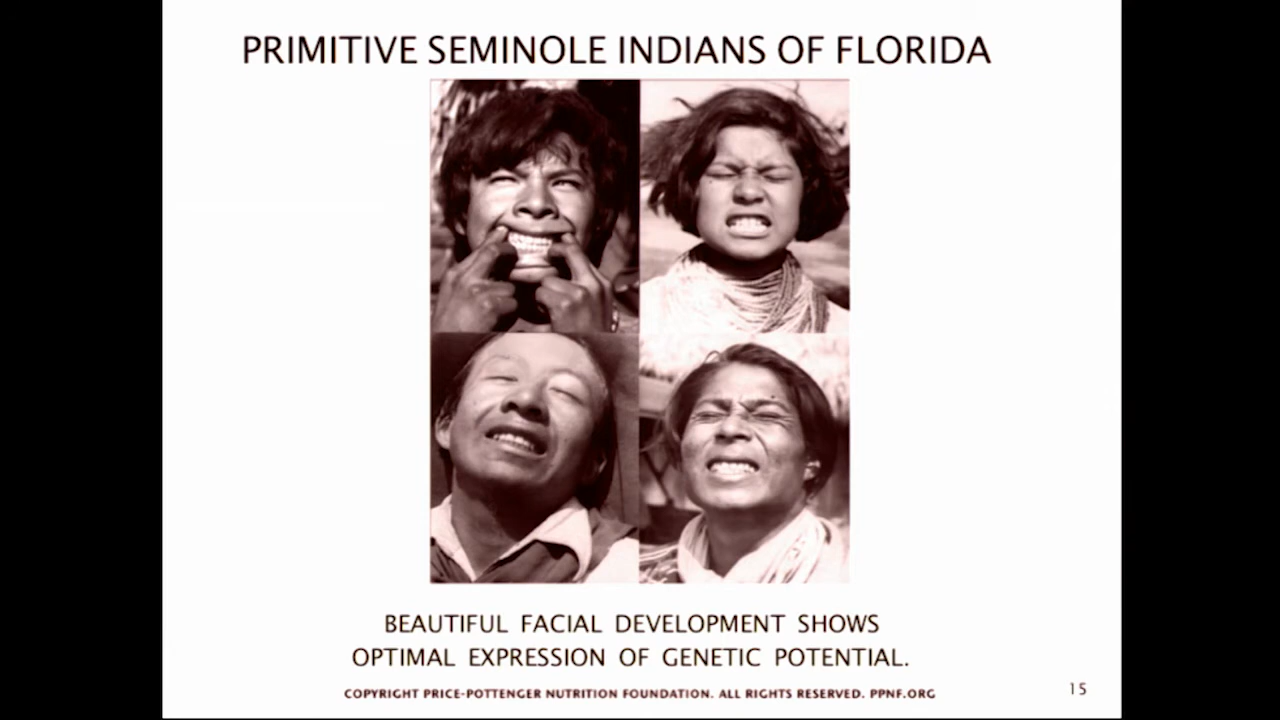 PRIMITIVE SEMINOLE INDIANS OF FLORIDA
BEAUTIFUL FACIAL DEVELOPMENT SHOWS
OPTIMAL EXPRESSION OF GENETIC POTENTIAL.
COPYRIGHT PRICE-POTTENGER NUTRITION FOUNDATION. ALL RIGHTS RESERVED. PPNF.ORG
15